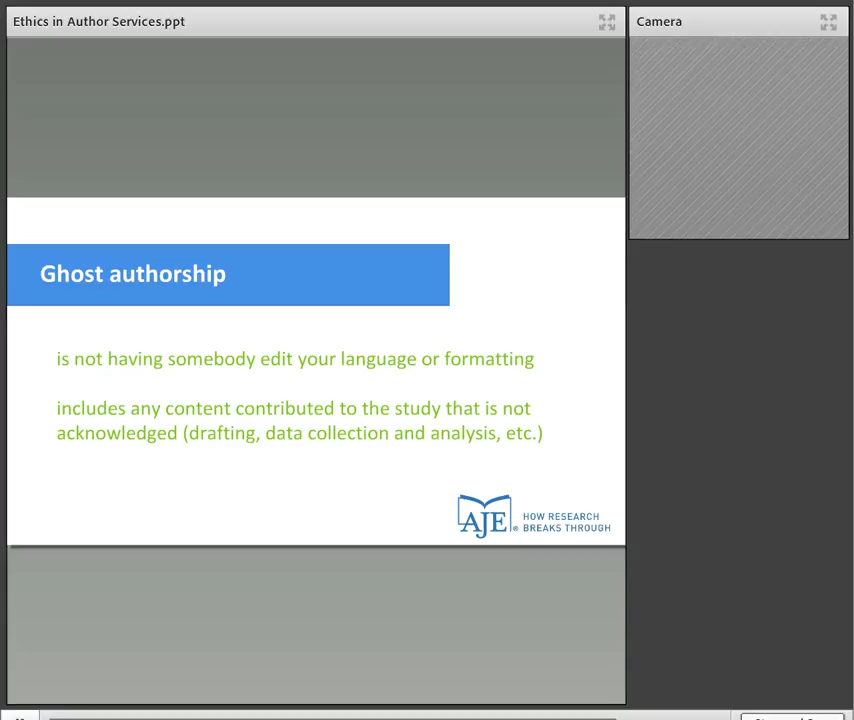 Ethics in Author Services.ppt
Camera
Ghost authorship
is not having somebody edit your language or formatting
includes any content contributed to the study that is not
acknowledged (drafting, data collection and analysis, etc.)
AJE®
HOW RESEARCH
BREAKS THROUGH